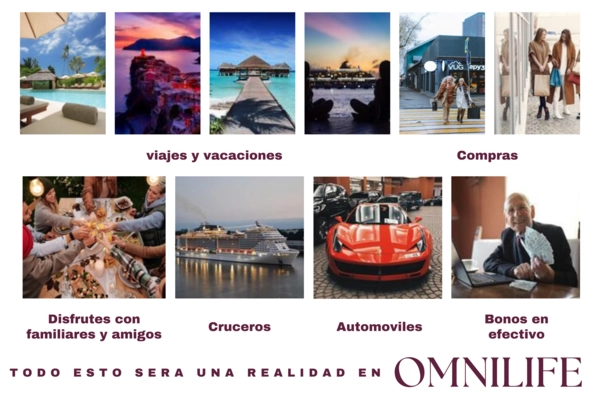 viajes y vacaciones
Compras
Disfrutes con
familiares y amigos
Cruceros
Automoviles
Bonos en
efectivo
TODO ESTO SERA UNA REALIDAD EN OMNILIFE